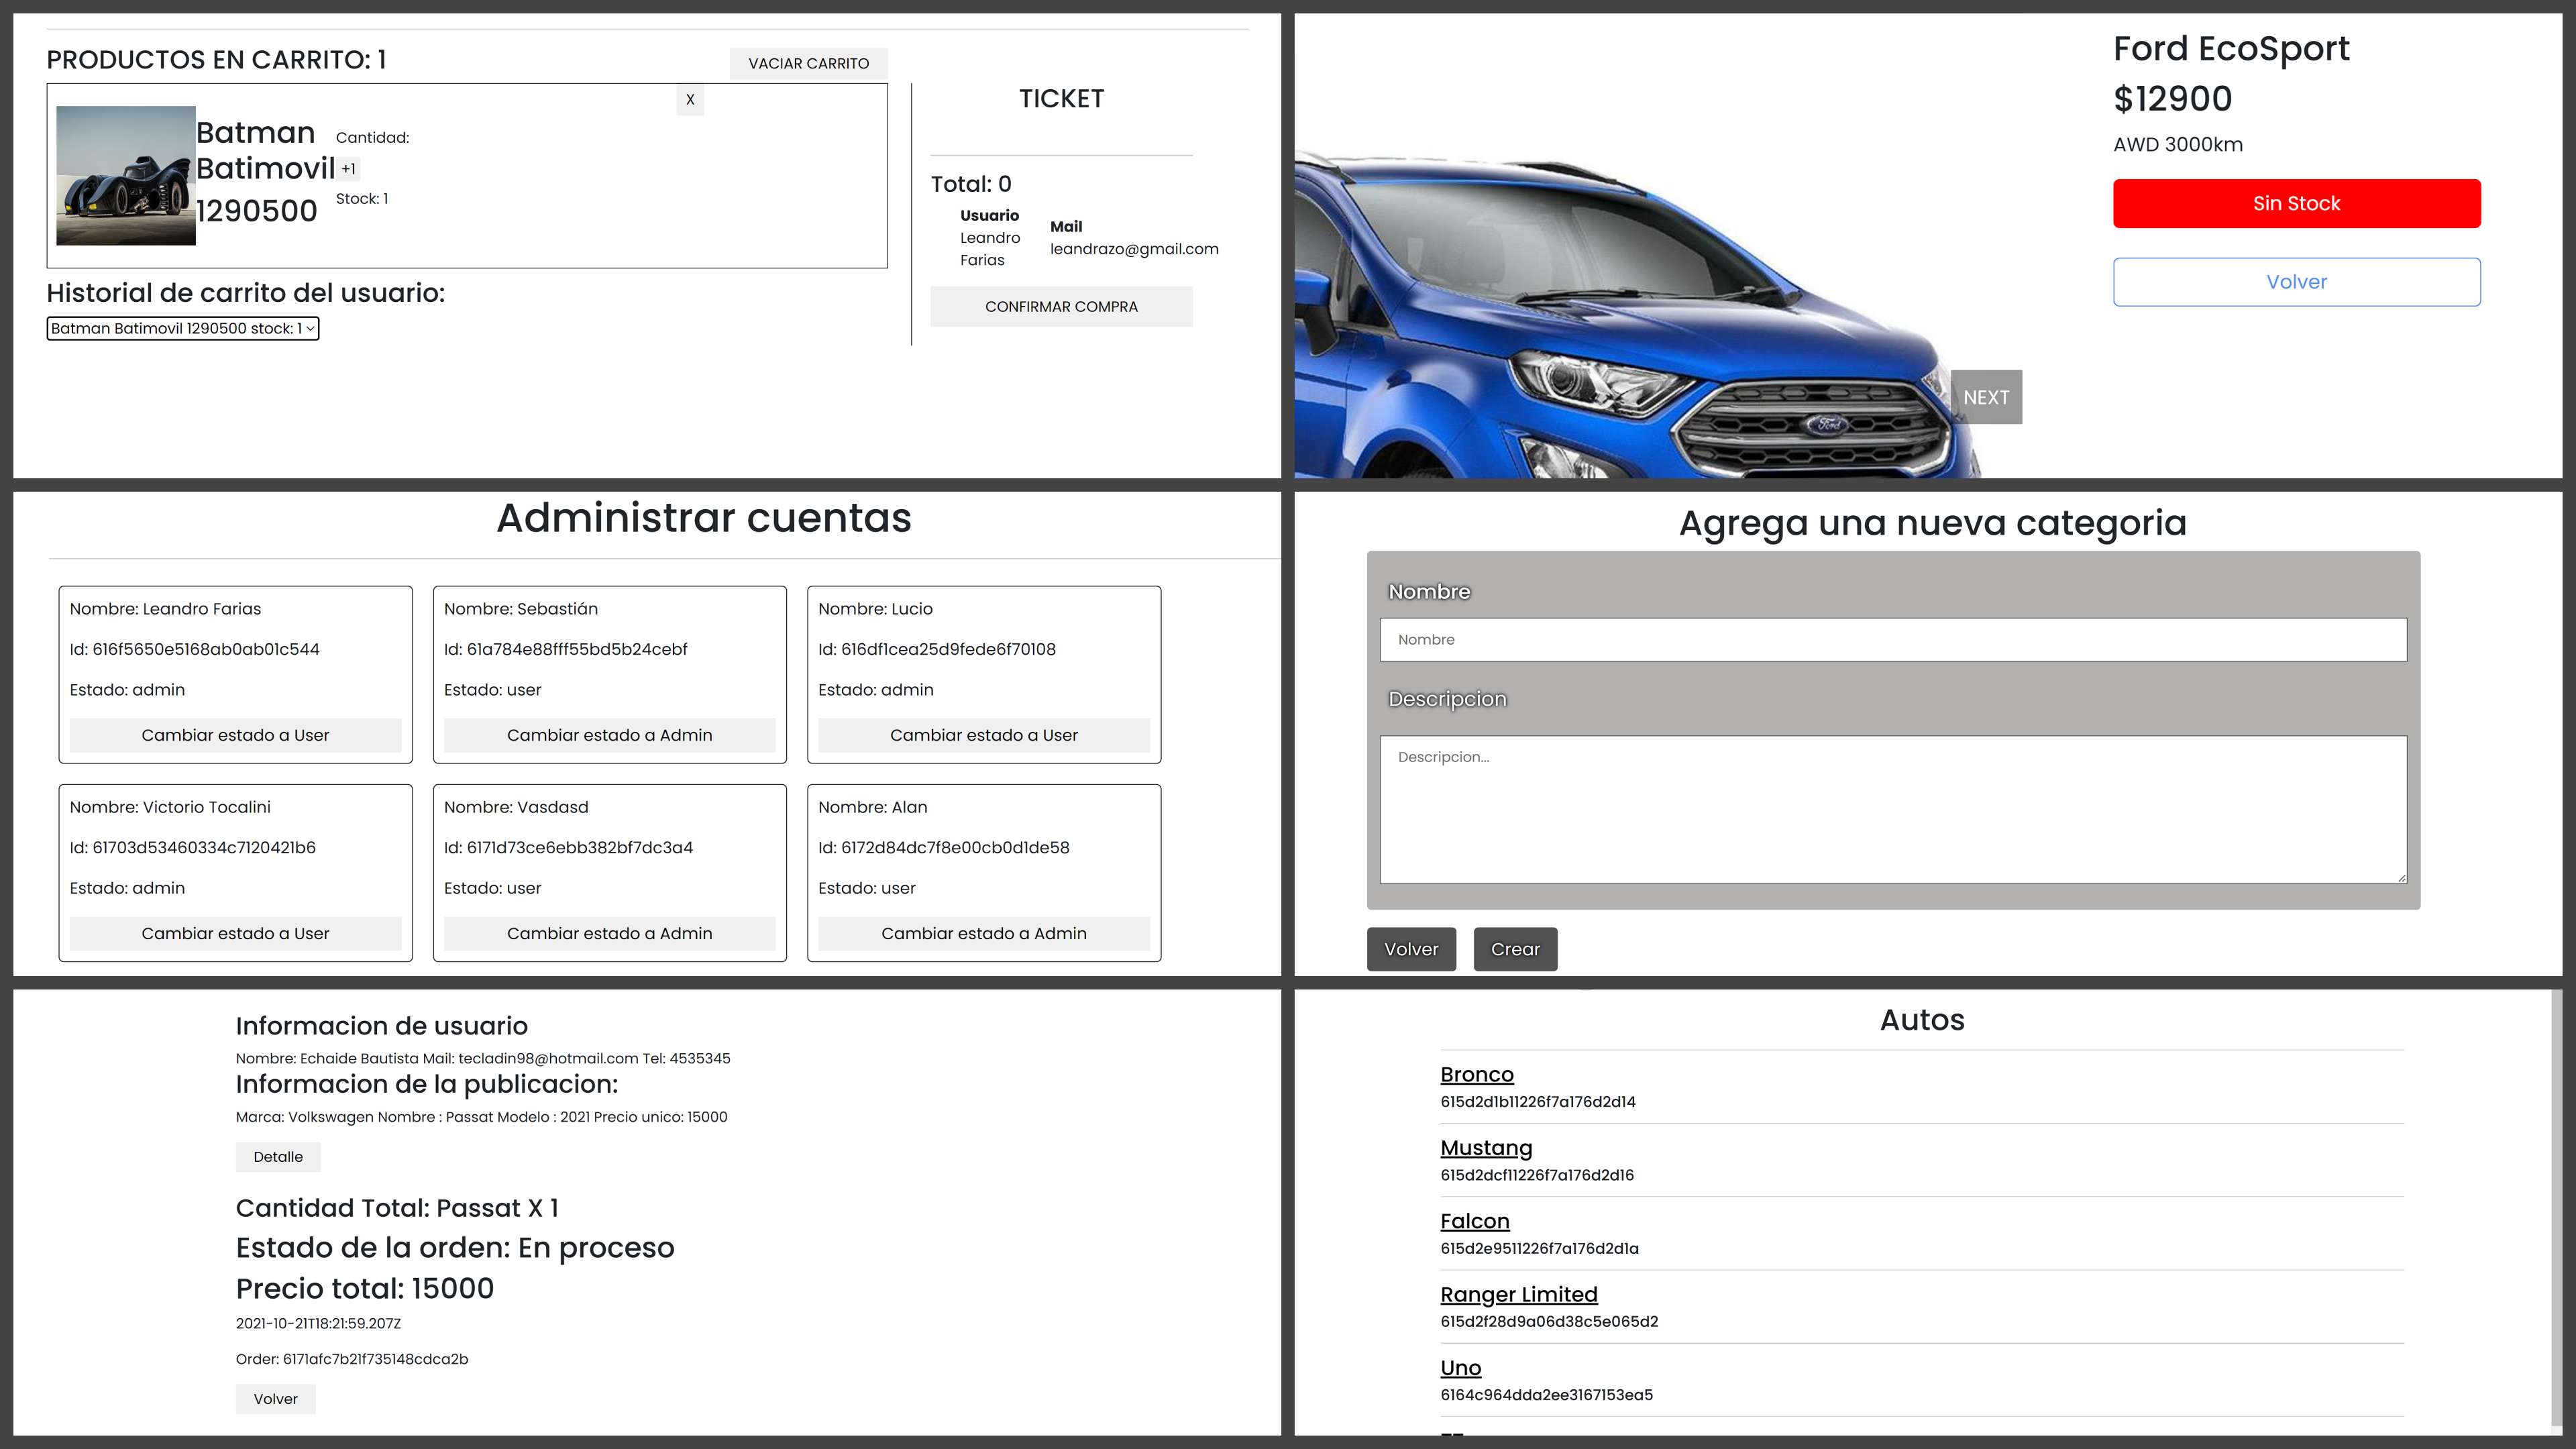 PRODUCTOS EN CARRITO: 1
VACIAR CARRITO
X
Batman
Batimovil
1290500
Cantidad:
+1
Stock: 1
Historial de carrito del usuario:
Batman Batimovil 1290500 stock: 1
TICKET
Total: 0
Usuario
Leandro
Farias
Mail
leandrazo@gmail.com
CONFIRMAR COMPRA
Ford EcoSport
$12900
AWD 3000km
Sin Stock
Volver
NEXT
Ford
Administrar cuentas
Nombre: Leandro Farias
Id: 616f5650e5168ab0ab01c544
Estado: admin
Cambiar estado a User
Nombre: Sebastián
Id: 61a784e88fff55bd5b24cebf
Estado: user
Cambiar estado a Admin
Nombre: Lucio
Id: 616df1cea25d9fede6f70108
Estado: admin
Cambiar estado a User
Nombre: Victorio Tocalini
Id: 61703d53460334c7120421b6
Estado: admin
Cambiar estado a User
Nombre: Vasdasd
Id: 6171d73ce6ebb382bf7dc3a4
Estado: user
Cambiar estado a Admin
Nombre: Alan
Id: 6172d84dc7f8e00cb0d1de58
Estado: user
Cambiar estado a Admin
Agrega una nueva categoria
Nombre
Nombre
Descripcion
Descripcion...
Volver
Crear
Informacion de usuario
Nombre: Echaide Bautista Mail: tecladin98@hotmail.com Tel: 4535345
Informacion de la publicacion:
Marca: Volkswagen Nombre : Passat Modelo : 2021 Precio unico: 15000
Detalle
Cantidad Total: Passat X 1
Estado de la orden: En proceso
Precio total: 15000
2021-10-21T18:21:59.207Z
Order: 6171afc7b21f735148cdca2b
Volver
Autos
Bronco
615d2d1b11226f7a176d2d14
Mustang
615d2dcf11226f7a176d2d16
Falcon
615d2e9511226f7a176d2d1a
Ranger Limited
615d2f28d9a06d38c5e065d2
Uno
6164c964dda2ee3167153ea5